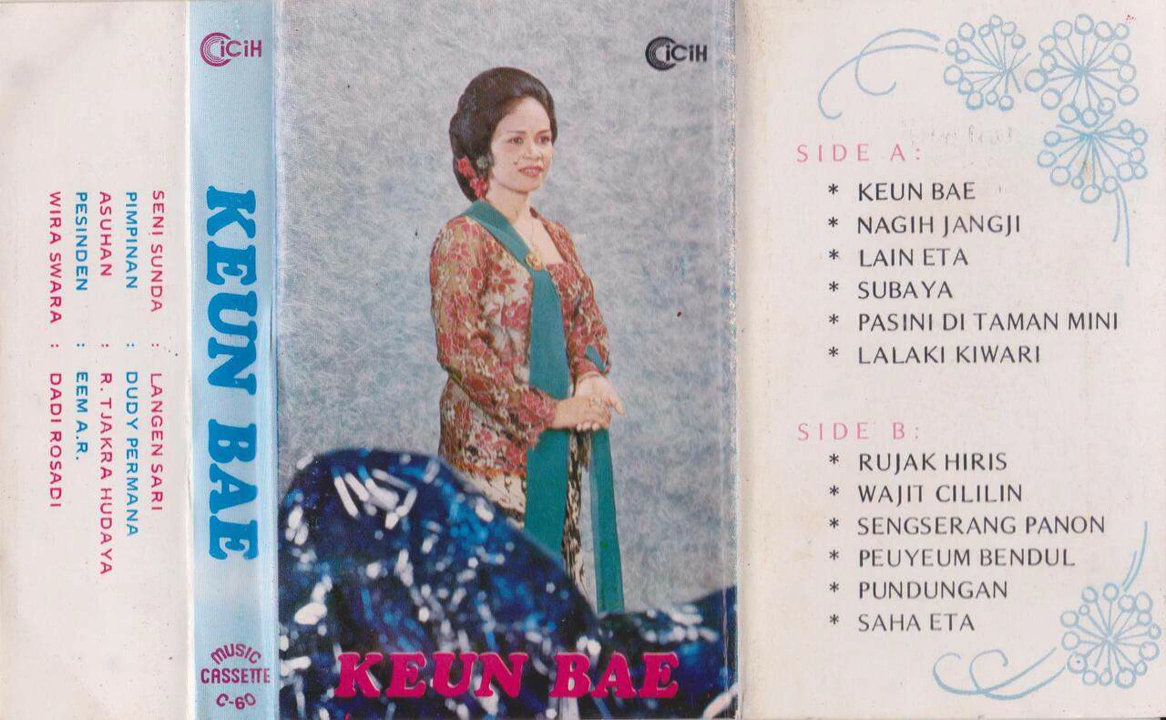 SENI SUNDA : LANGEN SARI
PIMPINAN : DUDY PERMANA
ASUHAN : R. TJAKRA HUDAYA
PESINDEN : EEM A.R.
WIRA SWARA : DADI ROSADI
CICIH
KEUN BAE
MUSIC
CASSETTE
C-60
CICIH
KEUN BAE
SIDE A:
* KEUN BAE
* NAGIH JANGJI
* LAIN ETA
* SUBAYA
* PASINI DI TAMAN MINI
* LALAKI KIWARI
SIDE B:
* RUJAK HIRIS
* WAJIT CILILIN
* SENGSERANG PANON
* PEUYEUM BENDUL
* PUNDUNGAN
* SAHA ETA